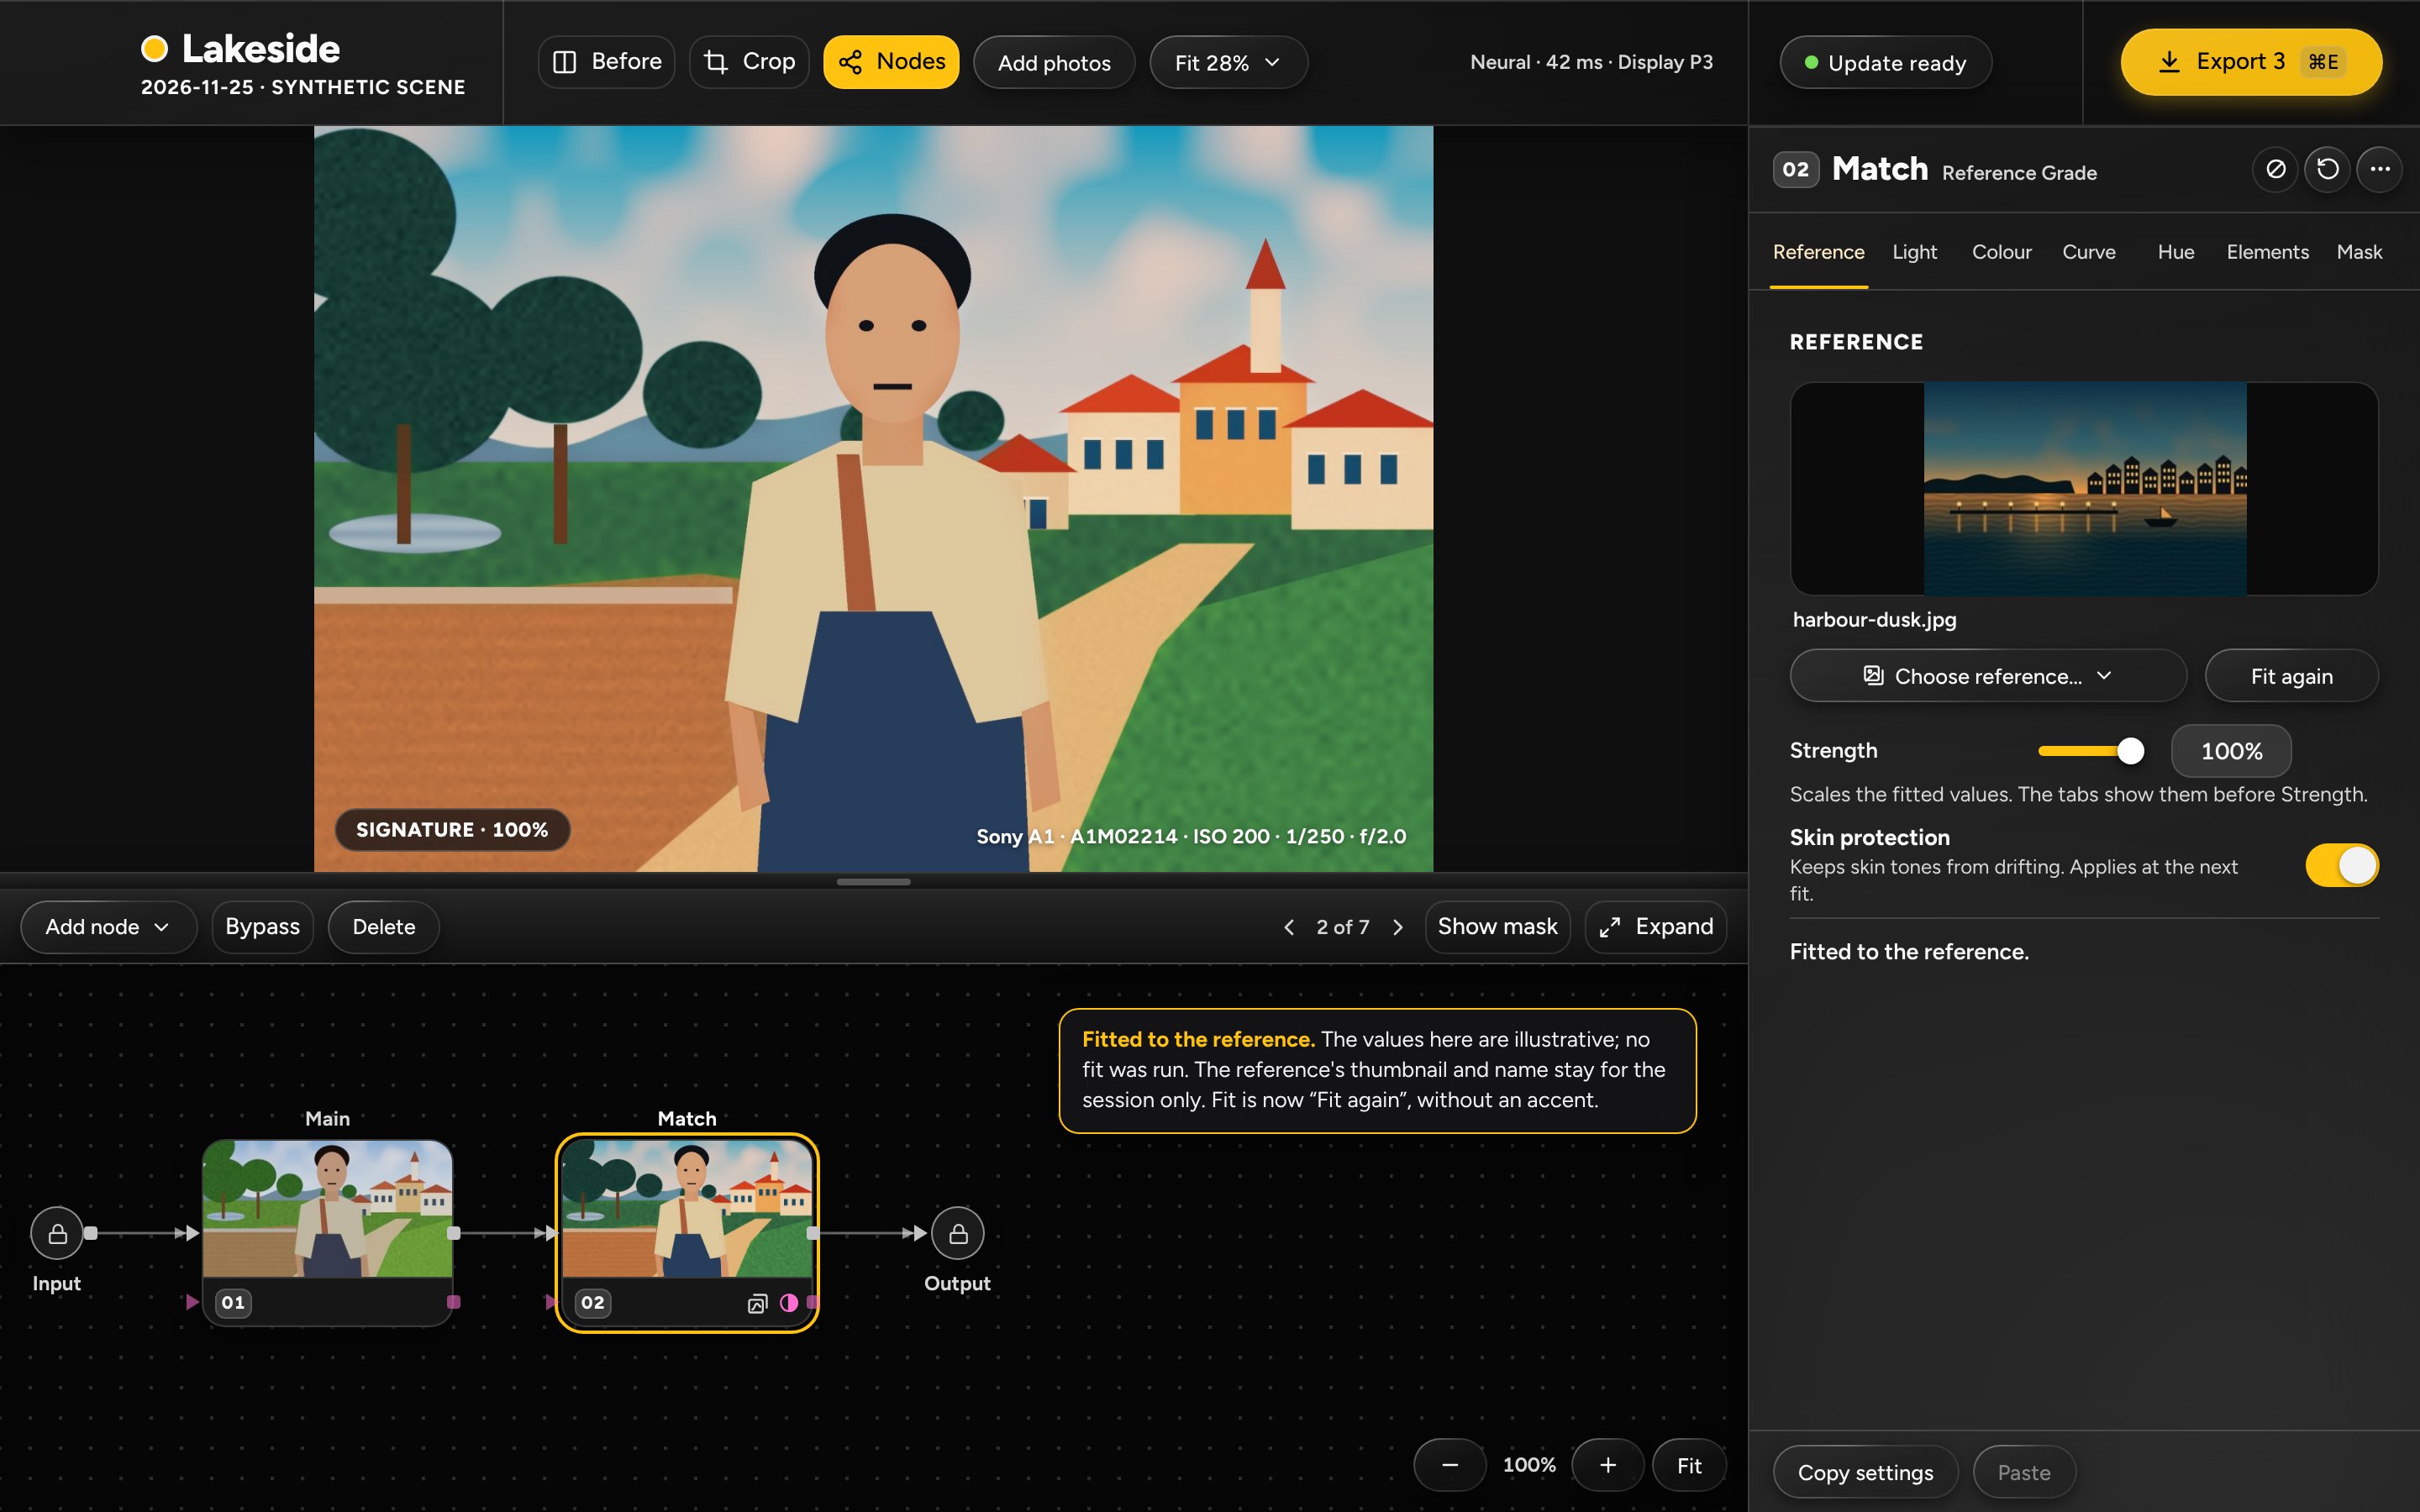 Lakeside
2026-11-25 · SYNTHETIC SCENE
Before
Crop
Nodes
Add photos
Fit 28%
Neural · 42 ms · Display P3
Update ready
Export 3 ⌘E
02 Match Reference Grade
Reference
Light
Colour
Curve
Hue
Elements
Mask
REFERENCE
harbour-dusk.jpg
Choose reference...
Fit again
Strength
100%
Scales the fitted values. The tabs show them before Strength.
Skin protection
Keeps skin tones from drifting. Applies at the next
fit.
Fitted to the reference.
SIGNATURE · 100%
Sony A1 · A1M02214 · ISO 200 · 1/250 · f/2.0
Add node
Bypass
Delete
2 of 7
Show mask
Expand
Fitted to the reference. The values here are illustrative; no
fit was run. The reference's thumbnail and name stay for the
session only. Fit is now “Fit again”, without an accent.
Main
Match
Input
Output
01
02
100%
Fit
Copy settings
Paste